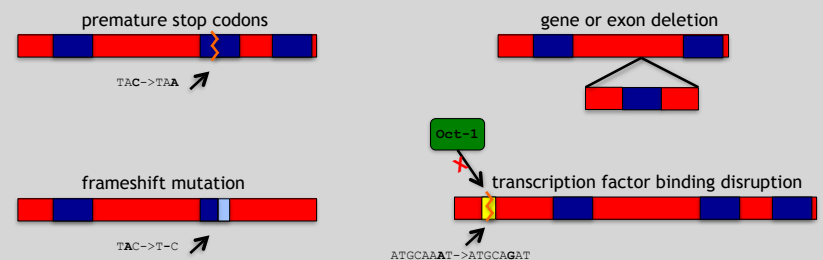 premature stop codons
TAC->TAA
gene or exon deletion
Oct-1
X
frameshift mutation
TAC->T-C
transcription factor binding disruption
ATGCAAAT->ATGCAGAT